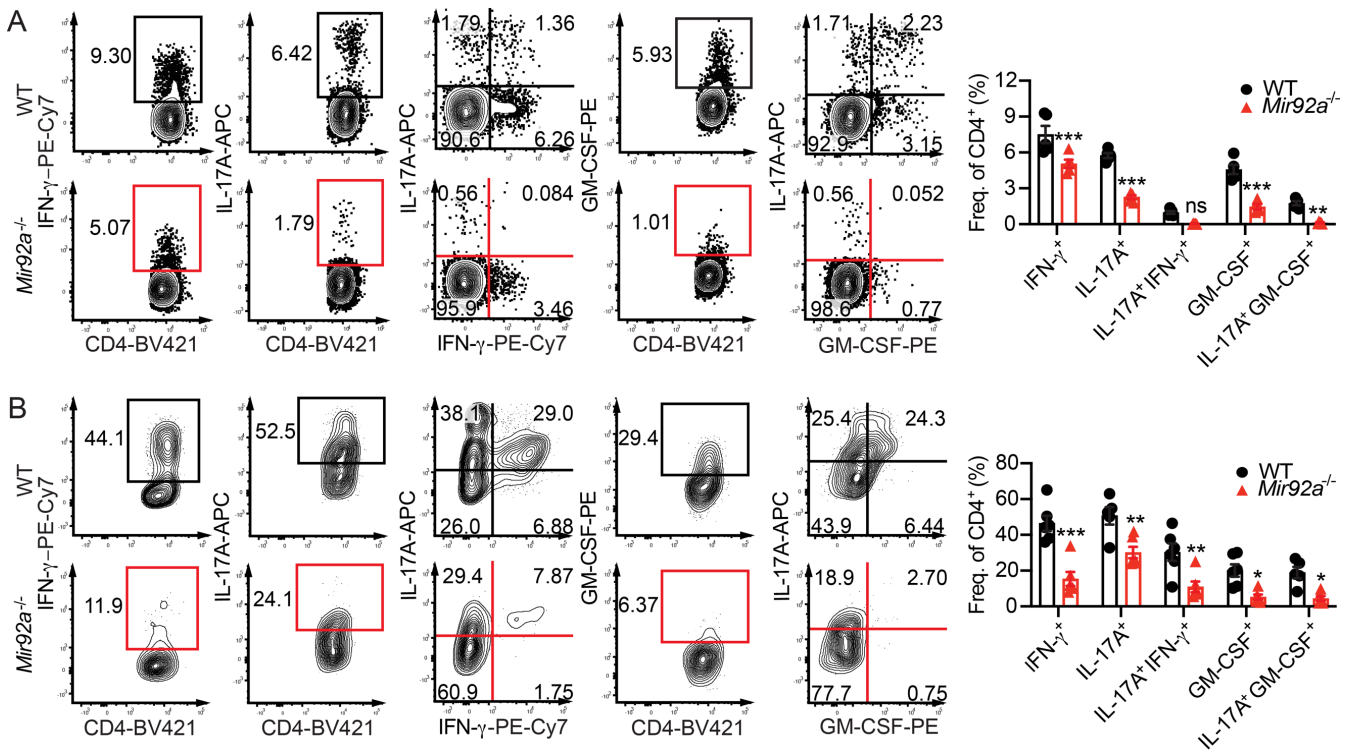 A
WT
IFN-γ–PE-Cy7
9.30
IL-17A-APC
6.42
IL-17A-APC
1.79
1.36
90.6
6.26
GM-CSF-PE
5.93
IL-17A-APC
1.71
2.23
92.9
3.15
Mir92a-/-
5.07
1.79
0.56
0.084
95.9
3.46
1.01
0.56
0.052
98.6
0.77
CD4-BV421
CD4-BV421
IFN-γ-PE-Cy7
CD4-BV421
GM-CSF-PE
Freq. of CD4+ (%)
12
9
6
3
0
WT
Mir92a-/-
***
***
ns
***
**
IFN-γ+
IL-17A+
IL-17A+IFN-γ+
GM-CSF+
IL-17A+ GM-CSF+
B
WT
IFN-γ–PE-Cy7
44.1
IL-17A-APC
52.5
IL-17A-APC
38.1
29.0
26.0
6.88
GM-CSF-PE
29.4
IL-17A-APC
25.4
24.3
43.9
6.44
Mir92a-/-
11.9
24.1
29.4
7.87
60.9
1.75
6.37
18.9
2.70
77.7
0.75
CD4-BV421
CD4-BV421
IFN-γ-PE-Cy7
CD4-BV421
GM-CSF-PE
Freq. of CD4+ (%)
80
60
40
20
0
WT
Mir92a-/-
***
**
**
*
*
IFN-γ+
IL-17A+
IL-17A+IFN-γ+
GM-CSF+
IL-17A+ GM-CSF+